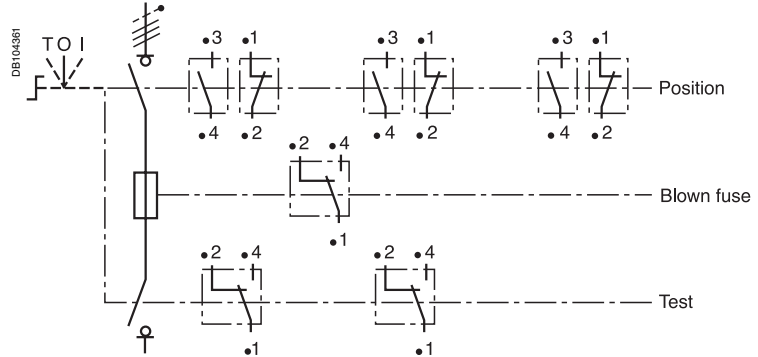 DB104361
T O I
•3 •1 •3 •1 •3 •1
Position
•4 •2 •4 •2 •4 •2
•2 •4
Blown fuse
•1
•2 •4 •2 •4
Test
•1 •1